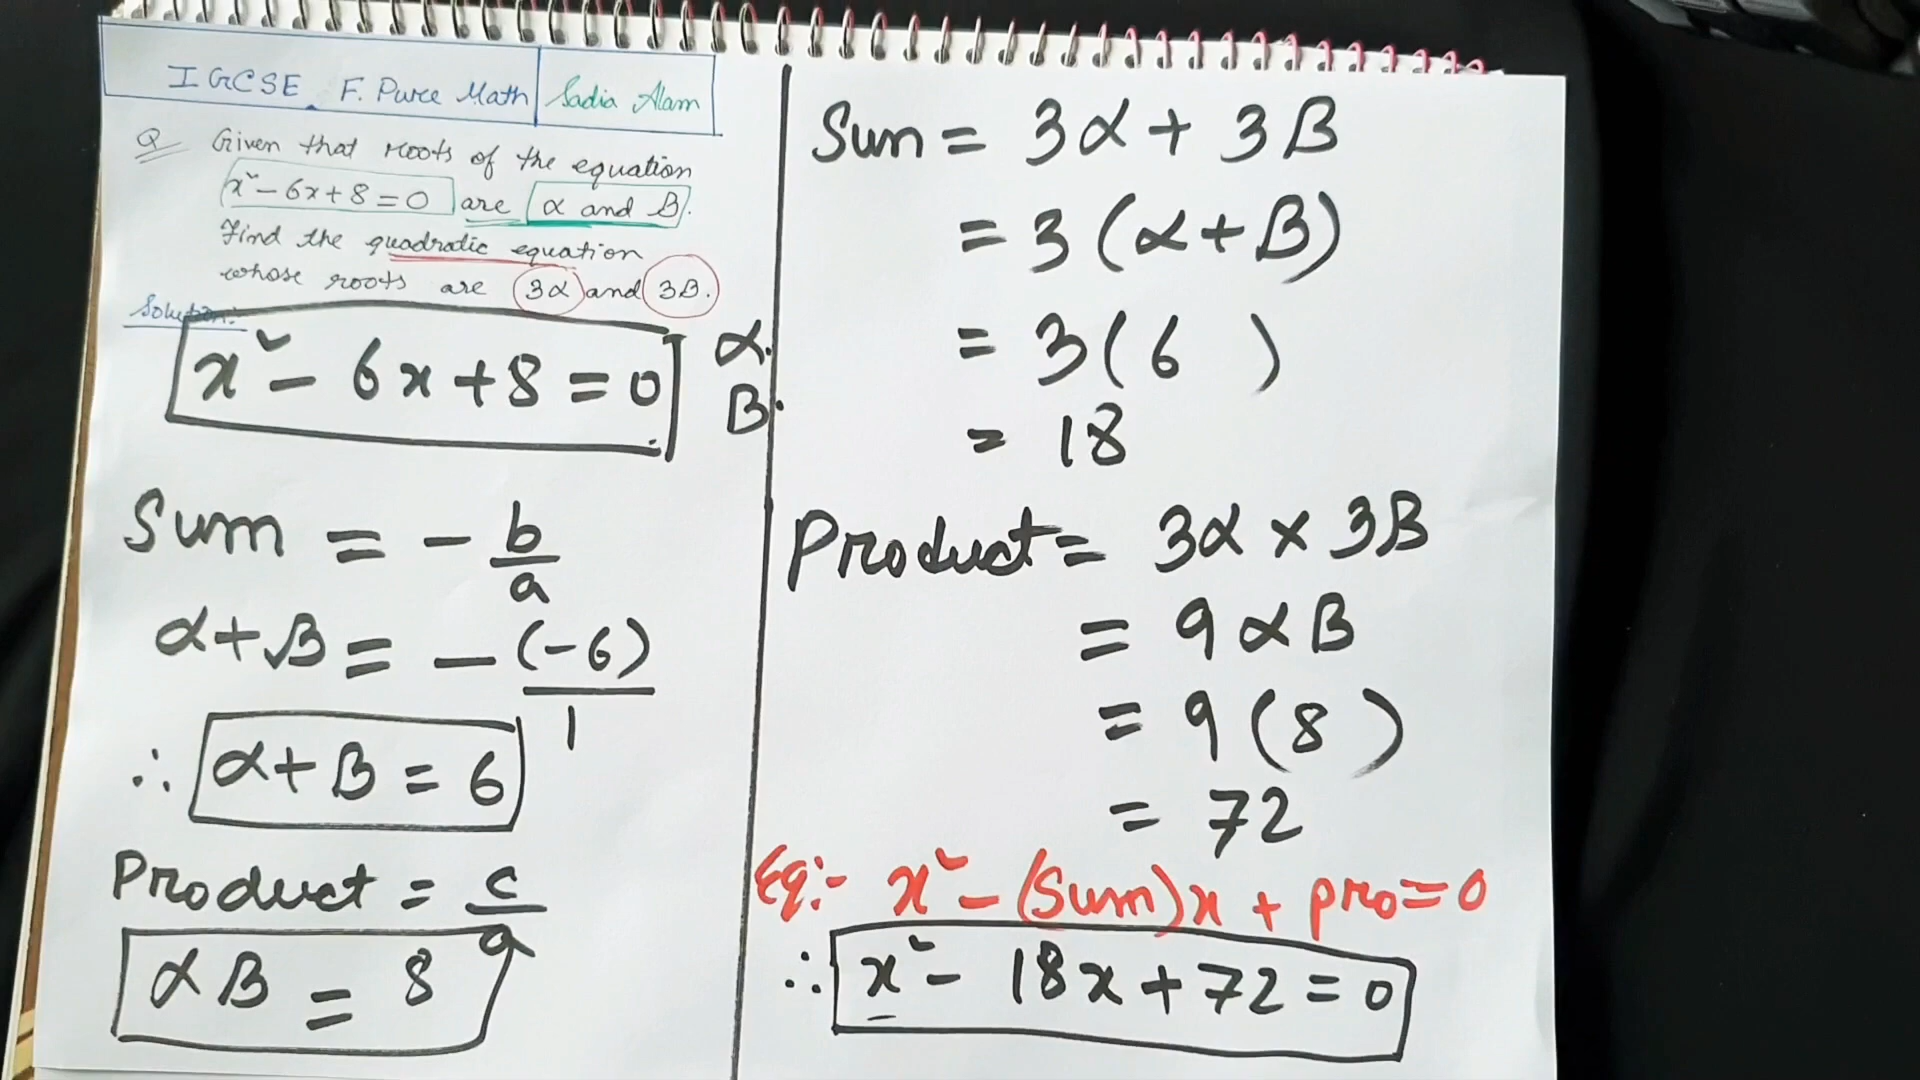 IGCSE F. Pure Math
Sadia Alam
Q Given that roots of the equation
x² - 6x + 8 = 0 are α and β.
Find the quadratic equation
whose roots are 3α and 3β.
Solution:
x² - 6x + 8 = 0
α.
β.
Sum = - b/a
α + β = - (-6)/1
∴ α + β = 6
Product = c/a
αβ = 8
Sum = 3α + 3β
= 3 (α + β)
= 3 ( 6 )
= 18
Product = 3α × 3β
= 9αβ
= 9 ( 8 )
= 72
Eq:- x² - (Sum)x + pro = 0
∴ x² - 18x + 72 = 0